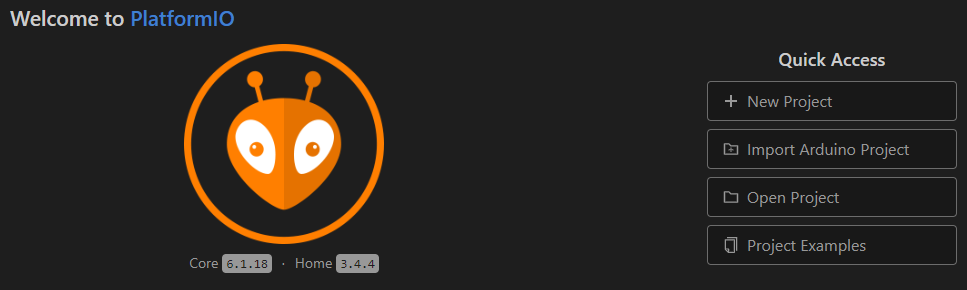 Welcome to PlatformIO
Quick Access
New Project
Import Arduino Project
Open Project
Project Examples
Core 6.1.18 · Home 3.4.4